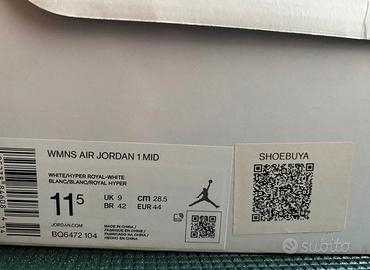 WMNS AIR JORDAN 1 MID
WHITE/HYPER ROYAL-WHITE
BLANC/BLANC/ROYAL HYPER
11.5
UK 9
cm 28.5
BR 42
EUR 44
JORDAN.COM
BQ6472 104
MADE IN CHINA /
FABRIQUÉ EN CHINE /
FABRICADO NA CHINA /
HECHO EN CHINA
SHOEBUYA
subito